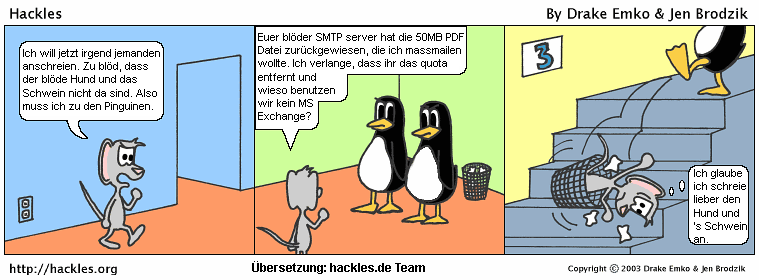 Hackles
By Drake Emko & Jen Brodzik
Ich will jetzt irgend jemanden
anschreien. Zu blöd, dass
der blöde Hund und das
Schwein nicht da sind. Also
muss ich zu den Pinguinen.
Euer blöder SMTP server hat die 50MB PDF
Datei zurückgewiesen, die ich massmailen
wollte. Ich verlange, dass ihr das quota
entfernt und
wieso benutzen
wir kein MS
Exchange?
3
Ich glaube
ich schreie
lieber den
Hund und
's Schwein
an.
http://hackles.org
Übersetzung: hackles.de Team
Copyright © 2003 Drake Emko & Jen Brodzik